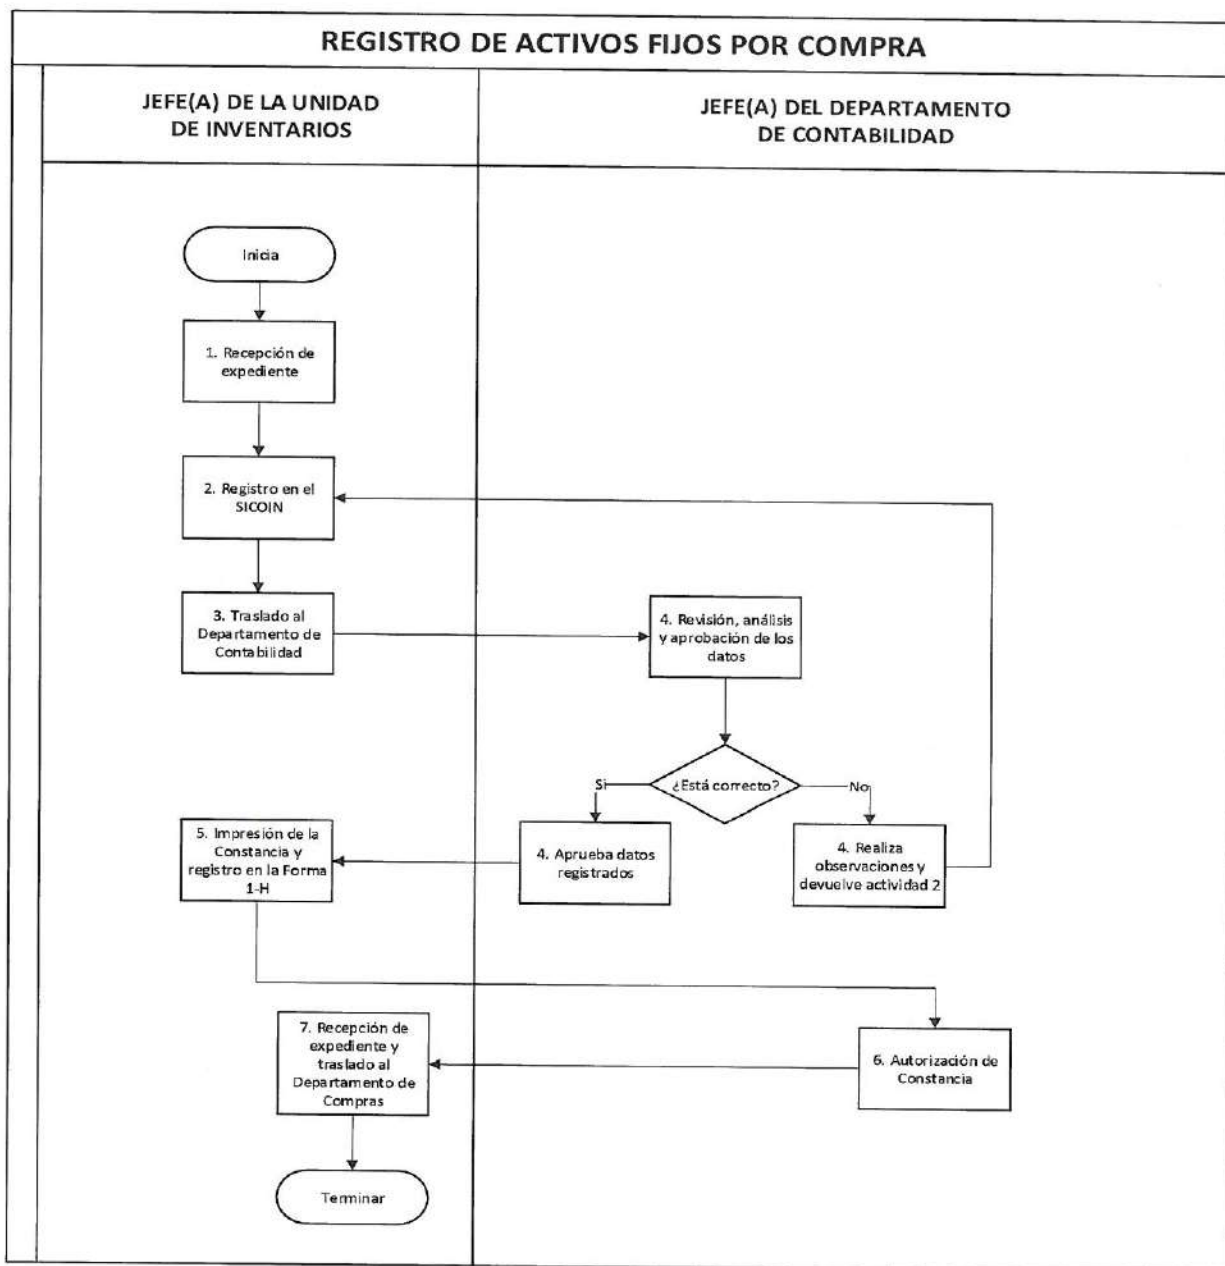 REGISTRO DE ACTIVOS FIJOS POR COMPRA
JEFE(A) DE LA UNIDAD
DE INVENTARIOS
JEFE(A) DEL DEPARTAMENTO
DE CONTABILIDAD
Inicia
1. Recepción de
expediente
2. Registro en el
SICOIN
3. Traslado al
Departamento de
Contabilidad
4. Revisión, análisis
y aprobación de los
datos
¿Está correcto?
Si
No
4. Aprueba datos
registrados
4. Realiza
observaciones y
devuelve actividad 2
5. Impresión de la
Constancia y
registro en la Forma
1-H
6. Autorización de
Constancia
7. Recepción de
expediente y
traslado al
Departamento de
Compras
Terminar